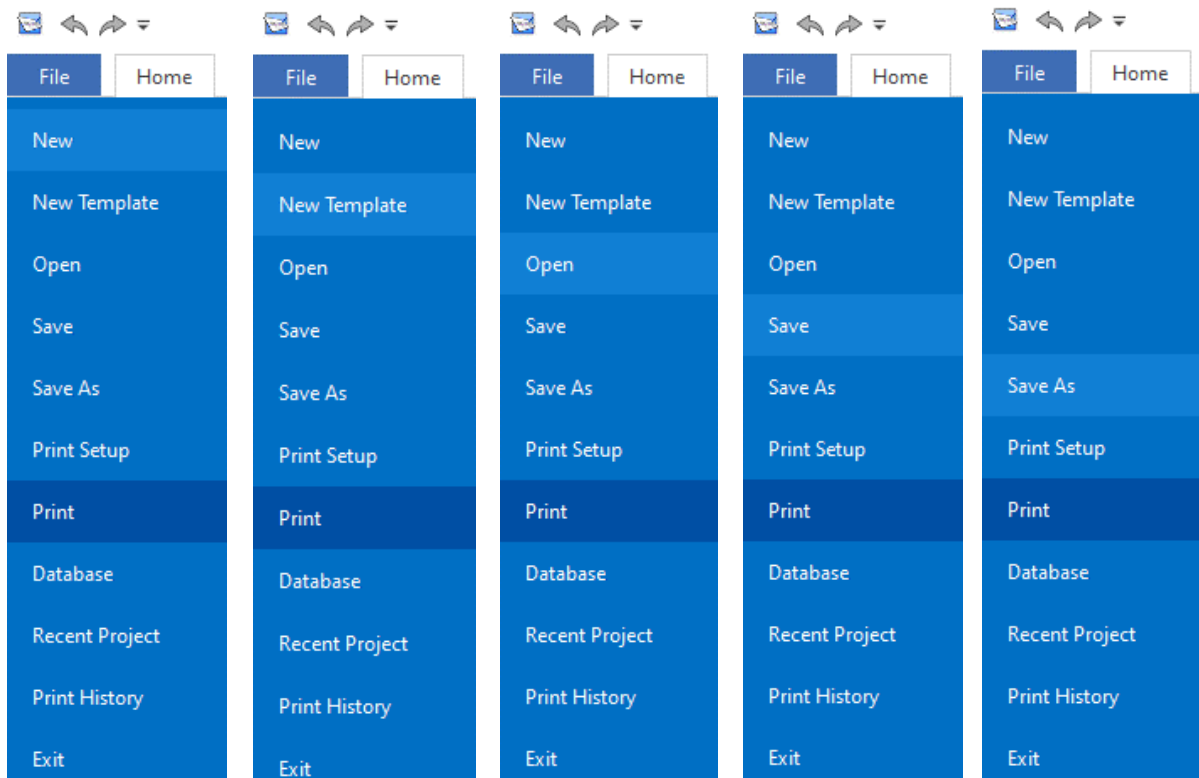 File Home
New
New Template
Open
Save
Save As
Print Setup
Print
Database
Recent Project
Print History
Exit
File Home
New
New Template
Open
Save
Save As
Print Setup
Print
Database
Recent Project
Print History
Exit
File Home
New
New Template
Open
Save
Save As
Print Setup
Print
Database
Recent Project
Print History
Exit
File Home
New
New Template
Open
Save
Save As
Print Setup
Print
Database
Recent Project
Print History
Exit
File Home
New
New Template
Open
Save
Save As
Print Setup
Print
Database
Recent Project
Print History
Exit